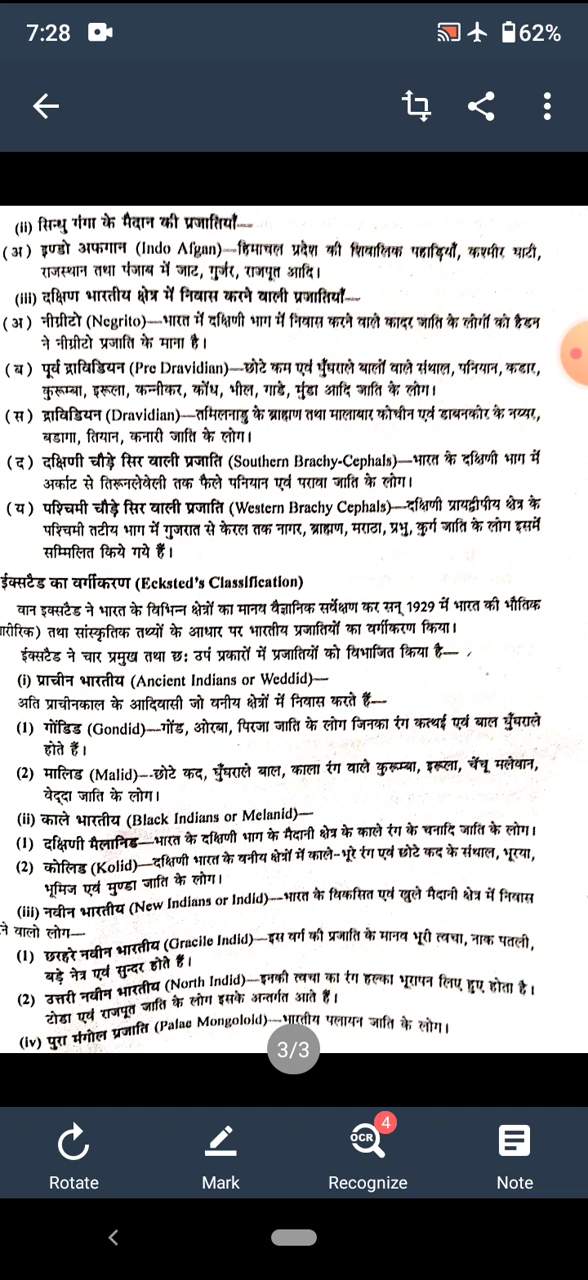 7:28
62%
(ii) सिन्धु गंगा के मैदान की प्रजातियाँ—
(अ) इण्डो अफगान (Indo Afgan)—हिमाचल प्रदेश की शिवालिक पहाड़ियों, कश्मीर घाटी,
राजस्थान तथा पंजाब में जाट, गुर्जर, राजपूत आदि।
(iii) दक्षिण भारतीय क्षेत्र में निवास करने वाली प्रजातियाँ—
(अ) नीग्रीटो (Negrito)—भारत में दक्षिणी भाग में निवास करने वाले कादर जाति के लोगों को हैडन
ने नीग्रीटो प्रजाति के माना है।
(ब) पूर्व द्राविडियन (Pre Dravidian)—छोटे कम एवं घुँघराले बालों वाले संथाल, पनियान, कडार,
कुरूम्बा, इरूला, कन्नीकर, कोंध, भील, गाडे, मुंडा आदि जाति के लोग।
(स) द्राविडियन (Dravidian)—तमिलनाडु के ब्राह्मण तथा मालाबार कोचीन एवं डाबनकोर के नय्यर,
बडागा, तियान, कनारी जाति के लोग।
(द) दक्षिणी चौड़े सिर वाली प्रजाति (Southern Brachy-Cephals)—भारत के दक्षिणी भाग में
अर्काट से तिरूनलेवेली तक फैले पनियान एवं परावा जाति के लोग।
(य) पश्चिमी चौड़े सिर वाली प्रजाति (Western Brachy Cephals)—दक्षिणी प्रायद्वीपीय क्षेत्र के
पश्चिमी तटीय भाग में गुजरात से केरल तक नागर, ब्राह्मण, मराठा, प्रभु, कुर्ग जाति के लोग इसमें
सम्मिलित किये गये हैं।
ईक्सटैड का वर्गीकरण (Ecksted's Classification)
वान इक्सटैड ने भारत के विभिन्न क्षेत्रों का मानव वैज्ञानिक सर्वेक्षण कर सन् 1929 में भारत की भौतिक
ारीरिक) तथा सांस्कृतिक तथ्यों के आधार पर भारतीय प्रजातियों का वर्गीकरण किया।
ईक्सटैड ने चार प्रमुख तथा छः उपं प्रकारों में प्रजातियों को विभाजित किया है—
(i) प्राचीन भारतीय (Ancient Indians or Weddid)—
अति प्राचीनकाल के आदिवासी जो वनीय क्षेत्रों में निवास करते हैं—
(1) गोंडिड (Gondid)—गोंड, ओरबा, पिरजा जाति के लोग जिनका रंग कत्थई एवं बाल घुँघराले
होते हैं।
(2) मालिड (Malid)--छोटे कद, घुँघराले बाल, काला रंग वाले कुरूम्बा, इरूला, चेंचू मलेवान,
वेद्दा जाति के लोग।
(ii) काले भारतीय (Black Indians or Melanid)—
(1) दक्षिणी मैलानिड—भारत के दक्षिणी भाग के मैदानी क्षेत्र के काले रंग के चनादि जाति के लोग।
(2) कोलिड (Kolid)—दक्षिणी भारत के वनीय क्षेत्रों में काले-भूरे रंग एवं छोटे कद के संथाल, भूरया,
भूमिज एवं मुण्डा जाति के लोग।
(iii) नवीन भारतीय (New Indians or Indid)—भारत के विकसित एवं खुले मैदानी क्षेत्र में निवास
ने वालो लोग—
(1) छरहरे नवीन भारतीय (Gracile Indid)—इस वर्ग की प्रजाति के मानव भूरी त्वचा, नाक पतली,
बड़े नेत्र एवं सुन्दर होते हैं।
(2) उत्तरी नवीन भारतीय (North Indid)—इनकी त्वचा का रंग हल्का भूरापन लिए हुए होता है।
टोडा एवं राजपूत जाति के लोग इसके अन्तर्गत आते हैं।
(iv) पुरा मंगोल प्रजाति (Palae Mongoloid)—भारतीय पलायन जाति के लोग।
3/3
4
OCR
Rotate Mark Recognize Note